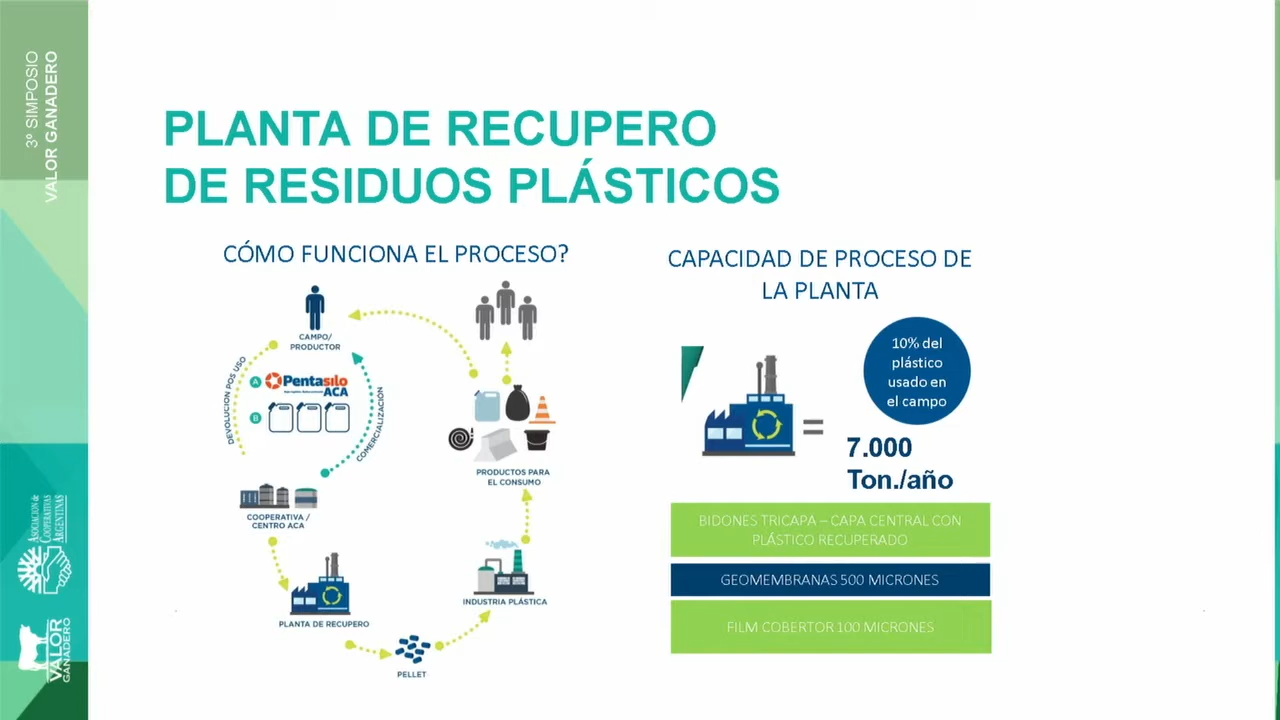 3º SIMPOSIO
VALOR GANADERO
PLANTA DE RECUPERO
DE RESIDUOS PLÁSTICOS
CÓMO FUNCIONA EL PROCESO?
CAMPO/
PRODUCTOR
DEVOLUCION POS USO
A
Pentasilo
ACA
B
COMERCIALIZACIÓN
COOPERATIVA /
CENTRO ACA
PLANTA DE RECUPERO
PELLET
INDUSTRIA PLÁSTICA
PRODUCTOS PARA
EL CONSUMO
CAPACIDAD DE PROCESO DE
LA PLANTA
10% del
plástico
usado en
el campo
=
7.000
Ton./año
BIDONES TRICAPA – CAPA CENTRAL CON
PLÁSTICO RECUPERADO
GEOMEMBRANAS 500 MICRONES
FILM COBERTOR 100 MICRONES
ASOCIACIÓN de
COOPERATIVAS
ARGENTINAS
VALOR
GANADERO